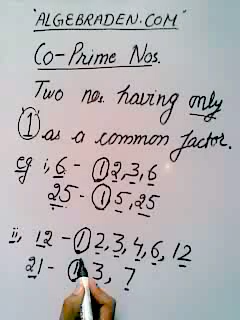 "ALGEBRADEN.COM"
Co-Prime Nos.
Two nos. having only
1 as a common factor.
eg i, 6 - 1 2, 3, 6
25 - 1 5, 25
ii, 12 - 1 2, 3, 4, 6, 12
21 - 1 3, 7